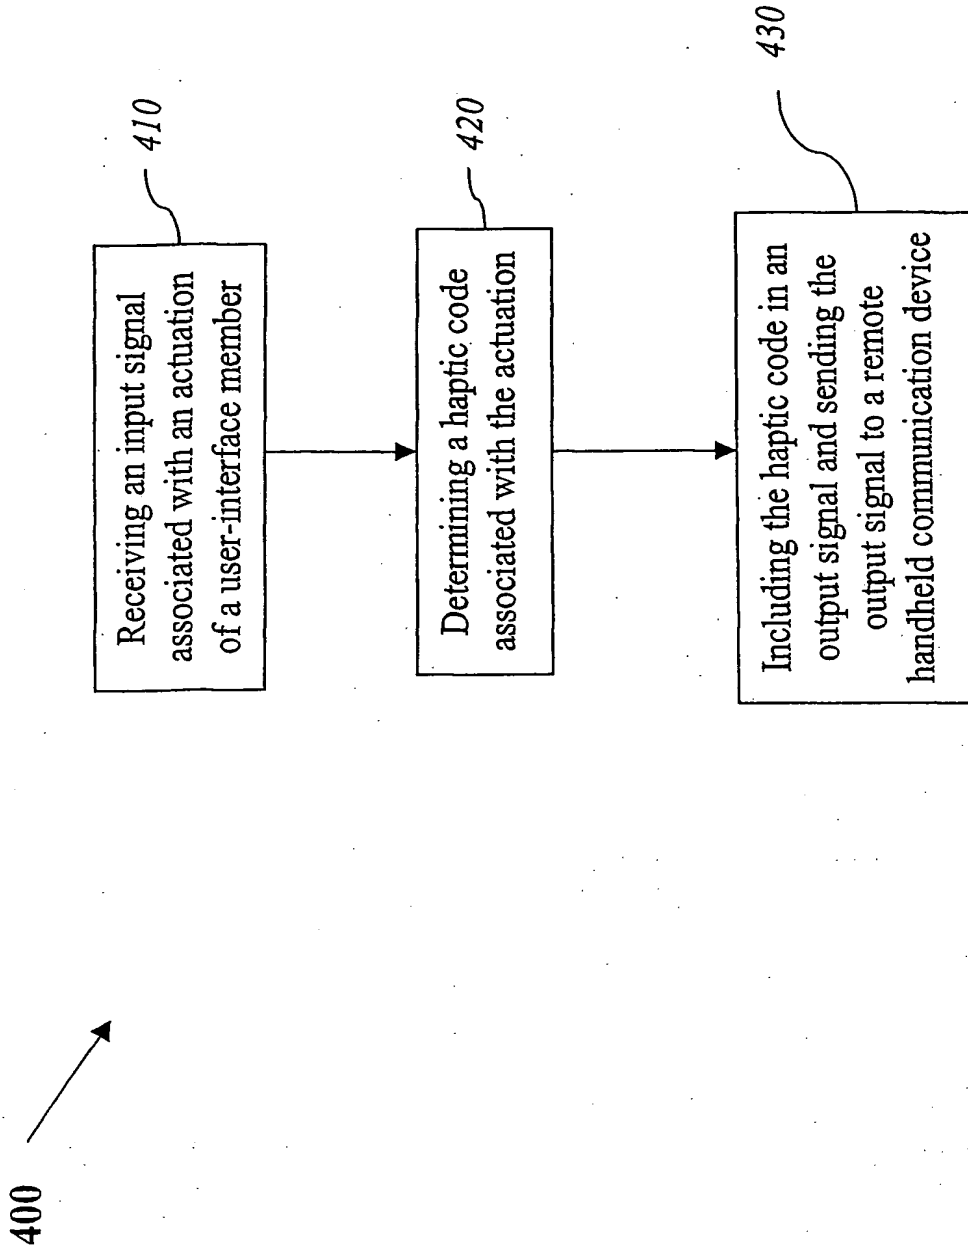 400
Receiving an input signal
associated with an actuation
of a user-interface member
410
Determining a haptic code
associated with the actuation
420
Including the haptic code in an
output signal and sending the
output signal to a remote
handheld communication device
430